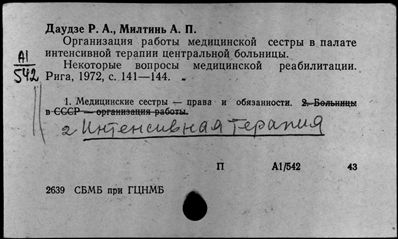 Даудзе Р. А., Милтинь А. П.
Организация работы медицинской сестры в палате
интенсивной терапии центральной больницы.
А1/542
Некоторые вопросы медицинской реабилитации.
Рига, 1972, с. 141—144.
1. Медицинские сестры — права и обязанности. 2. Больницы
в СССР — организация работы.
2 Интенсивная терапия
П А1/542 43
2639 СБМБ при ГЦНМБ